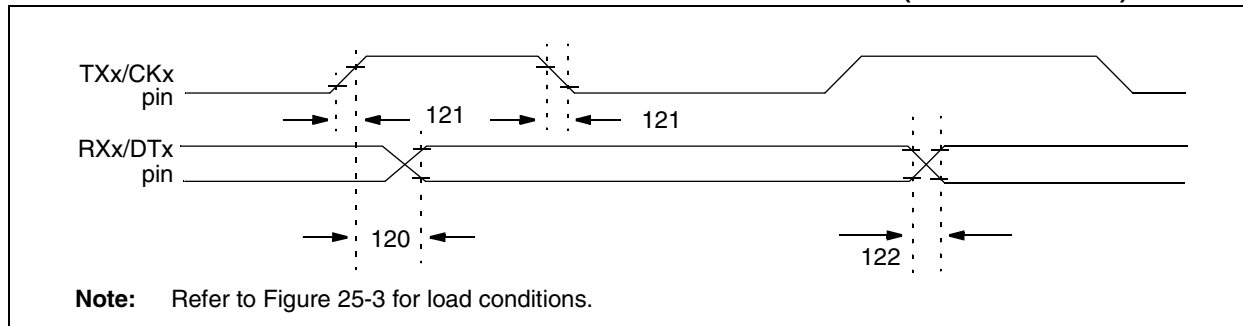 TXx/CKx
pin
121
121
RXx/DTx
pin
120
122
Note: Refer to Figure 25-3 for load conditions.